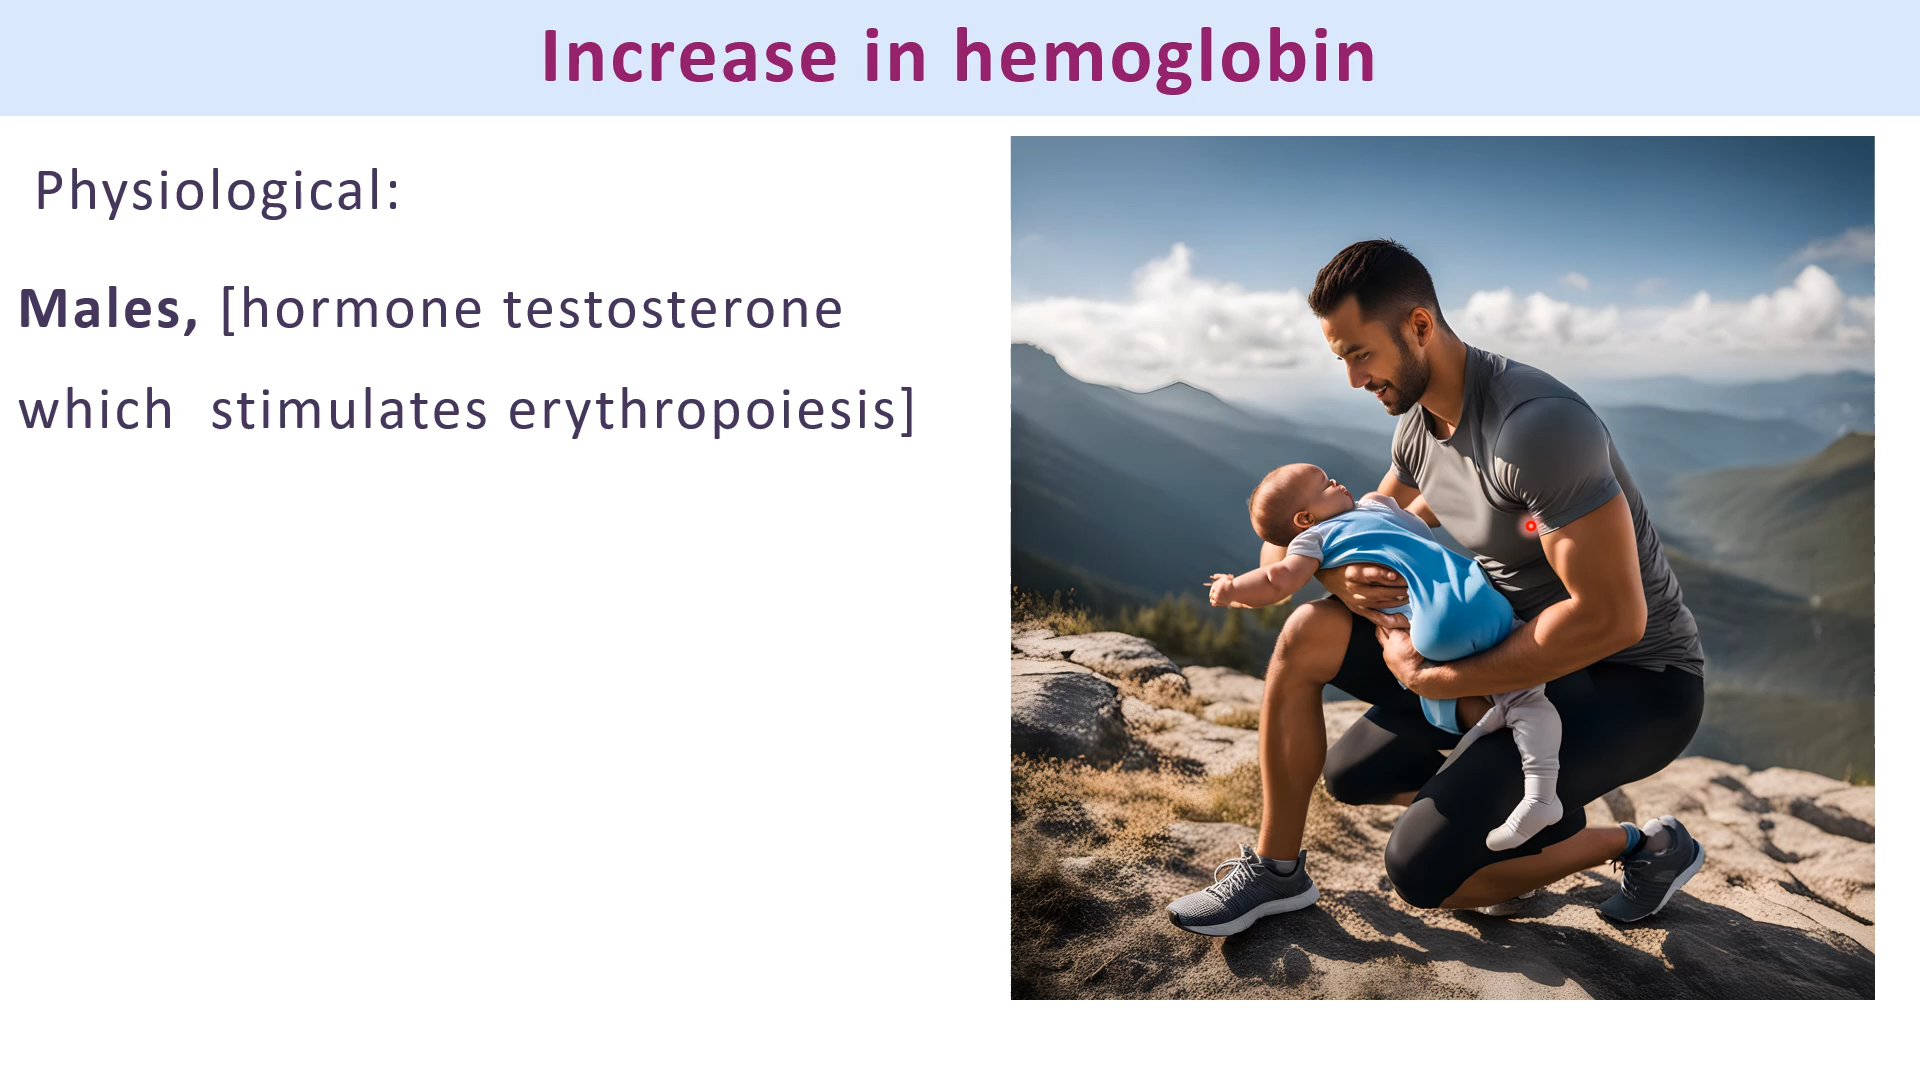 Increase in hemoglobin
Physiological:
Males, [hormone testosterone
which  stimulates erythropoiesis]